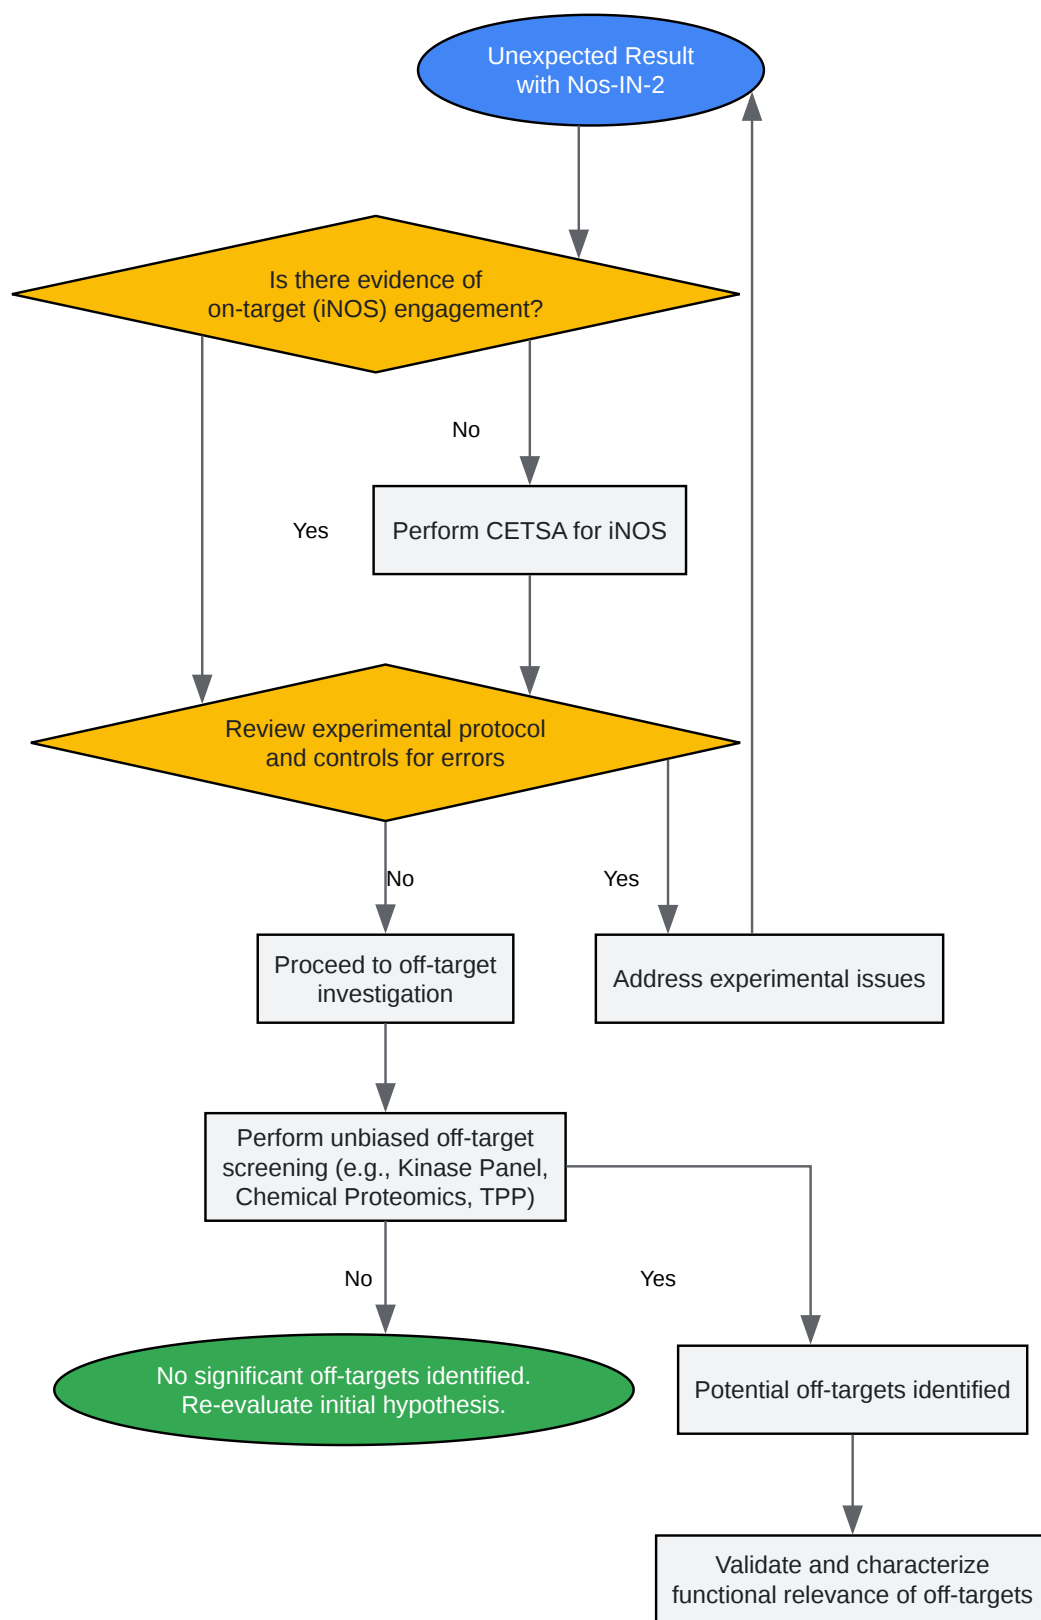 Unexpected Result
with Nos-IN-2
Is there evidence of
on-target (iNOS) engagement?
No
Yes
Perform CETSA for iNOS
Review experimental protocol
and controls for errors
No
Yes
Proceed to off-target
investigation
Address experimental issues
Perform unbiased off-target
screening (e.g., Kinase Panel,
Chemical Proteomics, TPP)
No
Yes
No significant off-targets identified.
Re-evaluate initial hypothesis.
Potential off-targets identified
Validate and characterize
functional relevance of off-targets